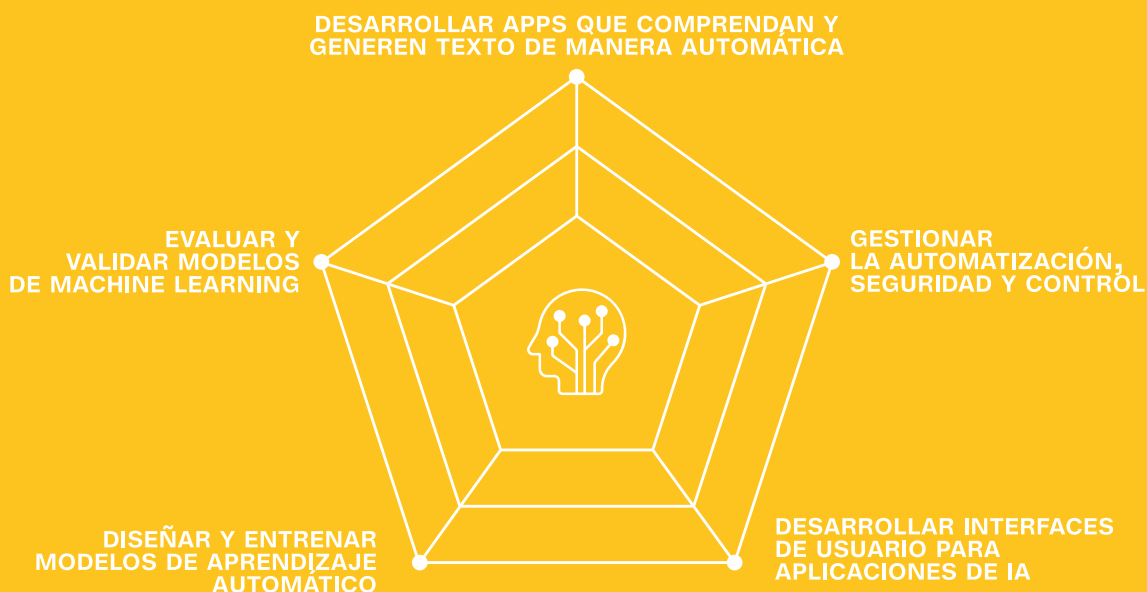 DESARROLLAR APPS QUE COMPRENDAN Y
GENEREN TEXTO DE MANERA AUTOMÁTICA
EVALUAR Y
VALIDAR MODELOS
DE MACHINE LEARNING
GESTIONAR
LA AUTOMATIZACIÓN,
SEGURIDAD Y CONTROL
DISEÑAR Y ENTRENAR
MODELOS DE APRENDIZAJE
AUTOMÁTICO
DESARROLLAR INTERFACES
DE USUARIO PARA
APLICACIONES DE IA